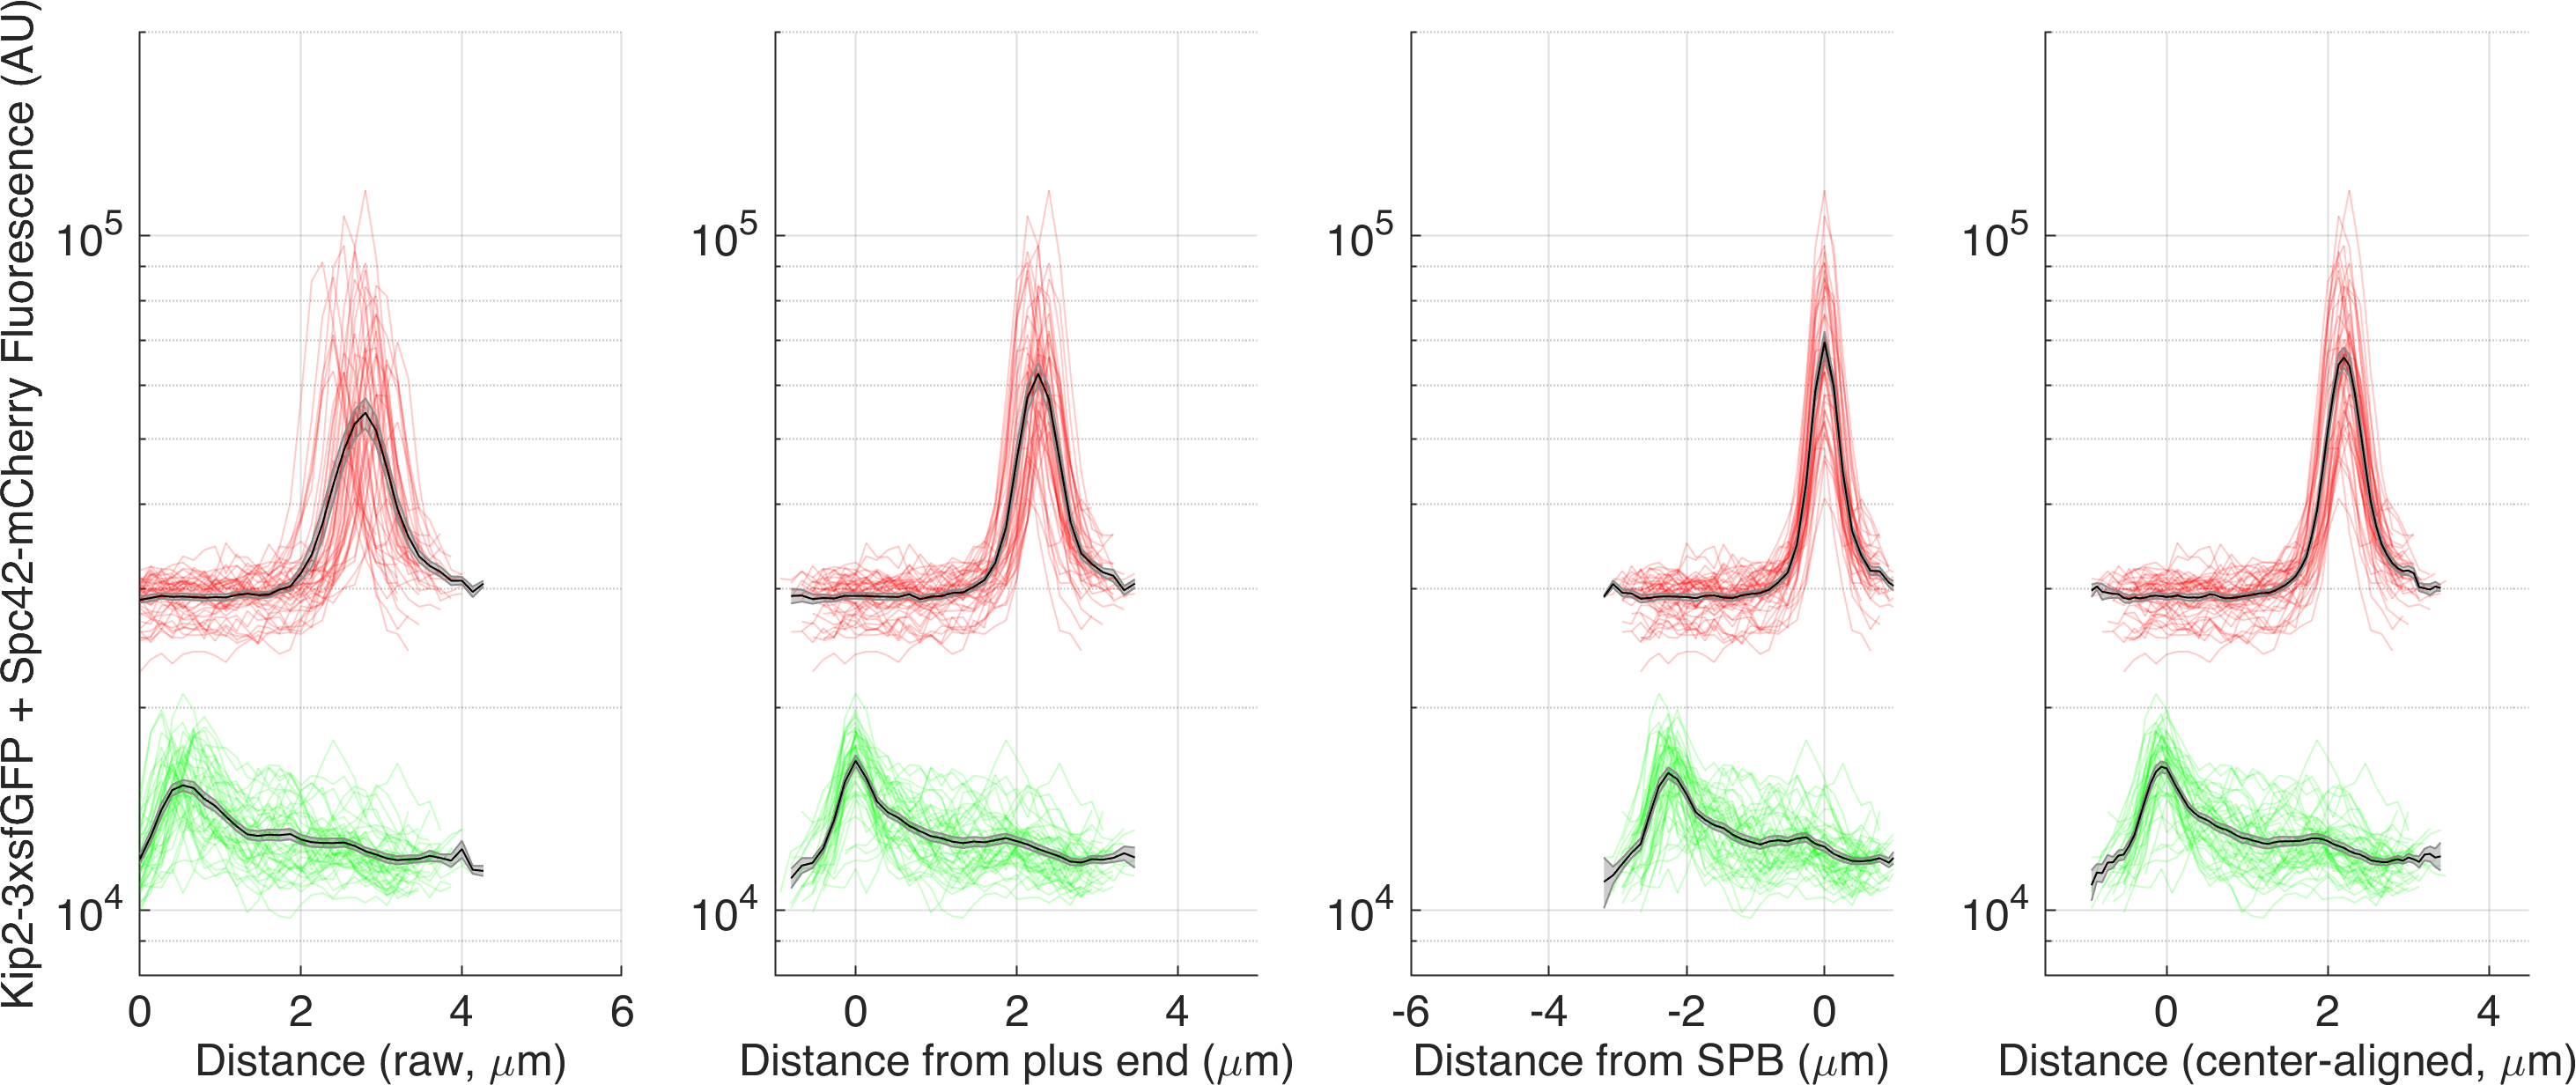 Kip2-3xsfGFP + Spc42-mCherry Fluorescence (AU)
10^5
10^4
0 2 4 6
Distance (raw, μm)
10^5
10^4
0 2 4
Distance from plus end (μm)
10^5
10^4
-6 -4 -2 0
Distance from SPB (μm)
10^5
10^4
0 2 4
Distance (center-aligned, μm)